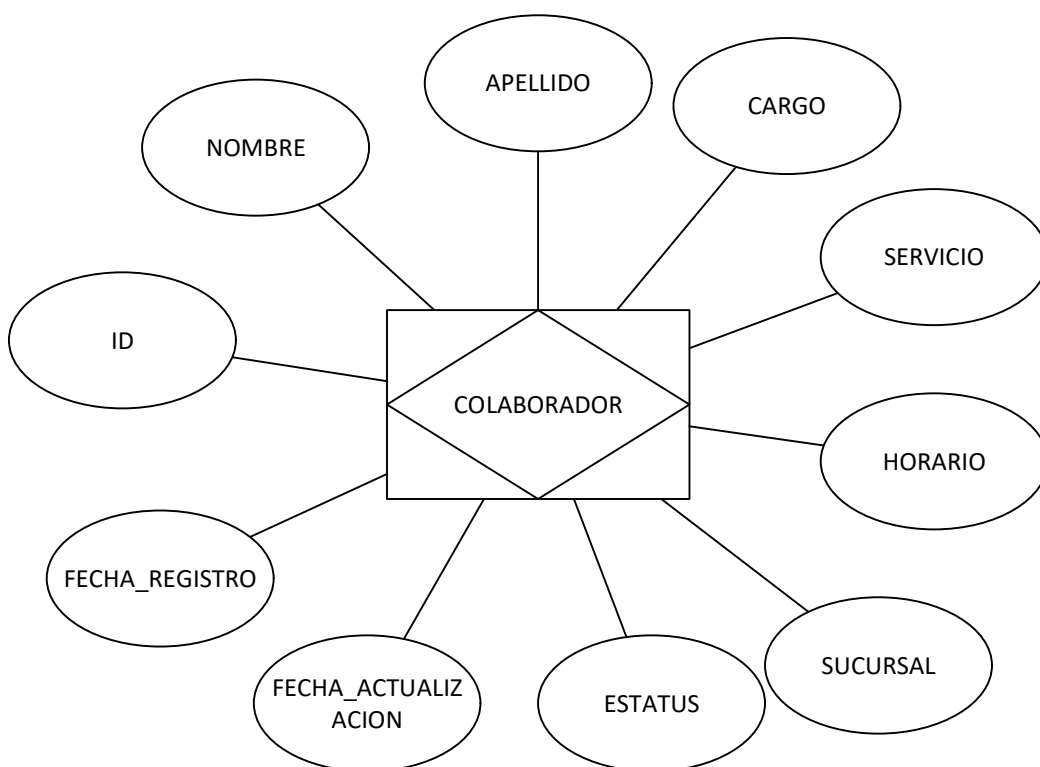 APELLIDO
CARGO
NOMBRE
SERVICIO
ID
COLABORADOR
HORARIO
FECHA_REGISTRO
SUCURSAL
FECHA_ACTUALIZ
ACION
ESTATUS